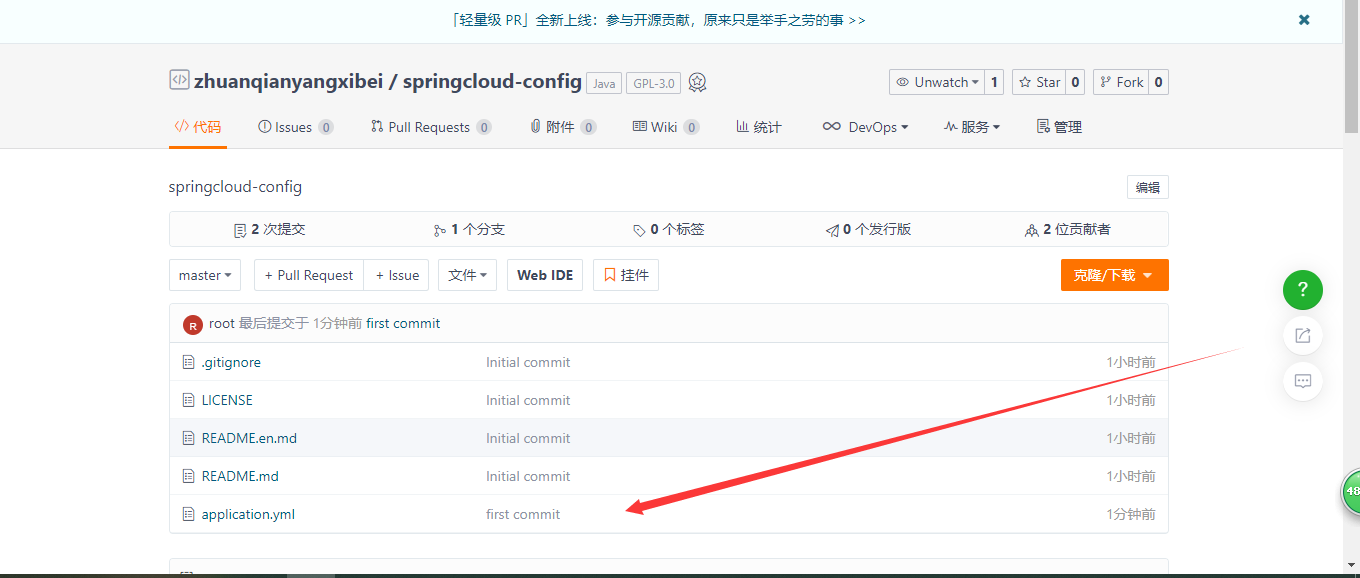 「轻量级 PR」全新上线：参与开源贡献，原来只是举手之劳的事 >>
zhuanqianyangxibei / springcloud-config Java GPL-3.0 Unwatch 1 Star 0 Fork 0
代码 Issues 0 Pull Requests 0 附件 0 Wiki 0 统计 DevOps 服务 管理
springcloud-config 编辑
2 次提交 1 个分支 0 个标签 0 个发行版 2 位贡献者
master + Pull Request + Issue 文件 Web IDE 挂件 克隆/下载
R root 最后提交于 1分钟前 first commit
.gitignore Initial commit 1小时前
LICENSE Initial commit 1小时前
README.en.md Initial commit 1小时前
README.md Initial commit 1小时前
application.yml first commit 1分钟前
?
48